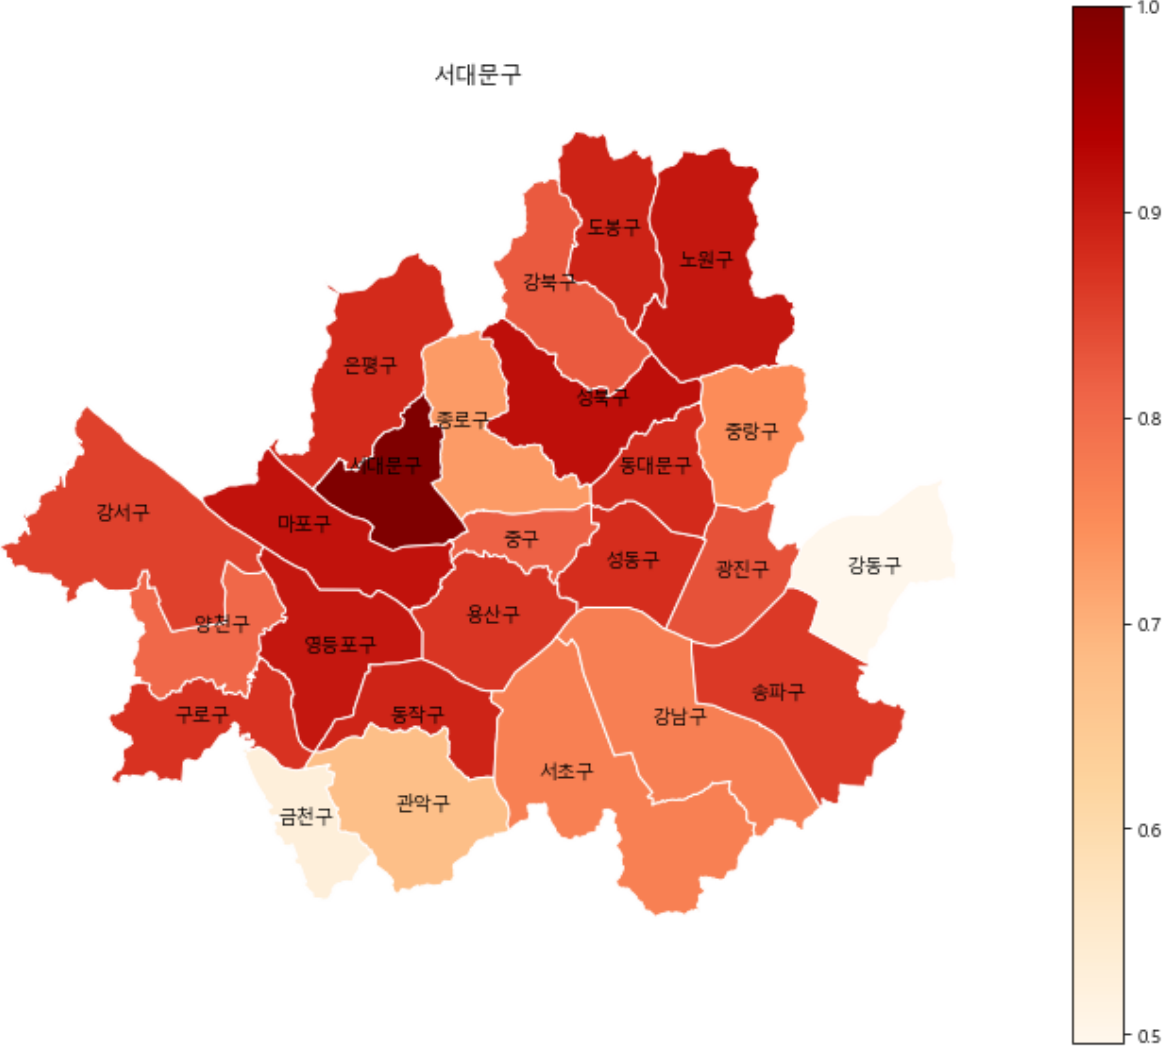 서대문구
1.0
도봉구
0.9
노원구
강북구
은평구
성북구
종로구
0.8
중랑구
서대문구
동대문구
강서구
마포구
중구
성동구
광진구
강동구
용산구
양천구
0.7
영등포구
송파구
구로구
동작구
강남구
서초구
관악구
금천구
0.6
0.5